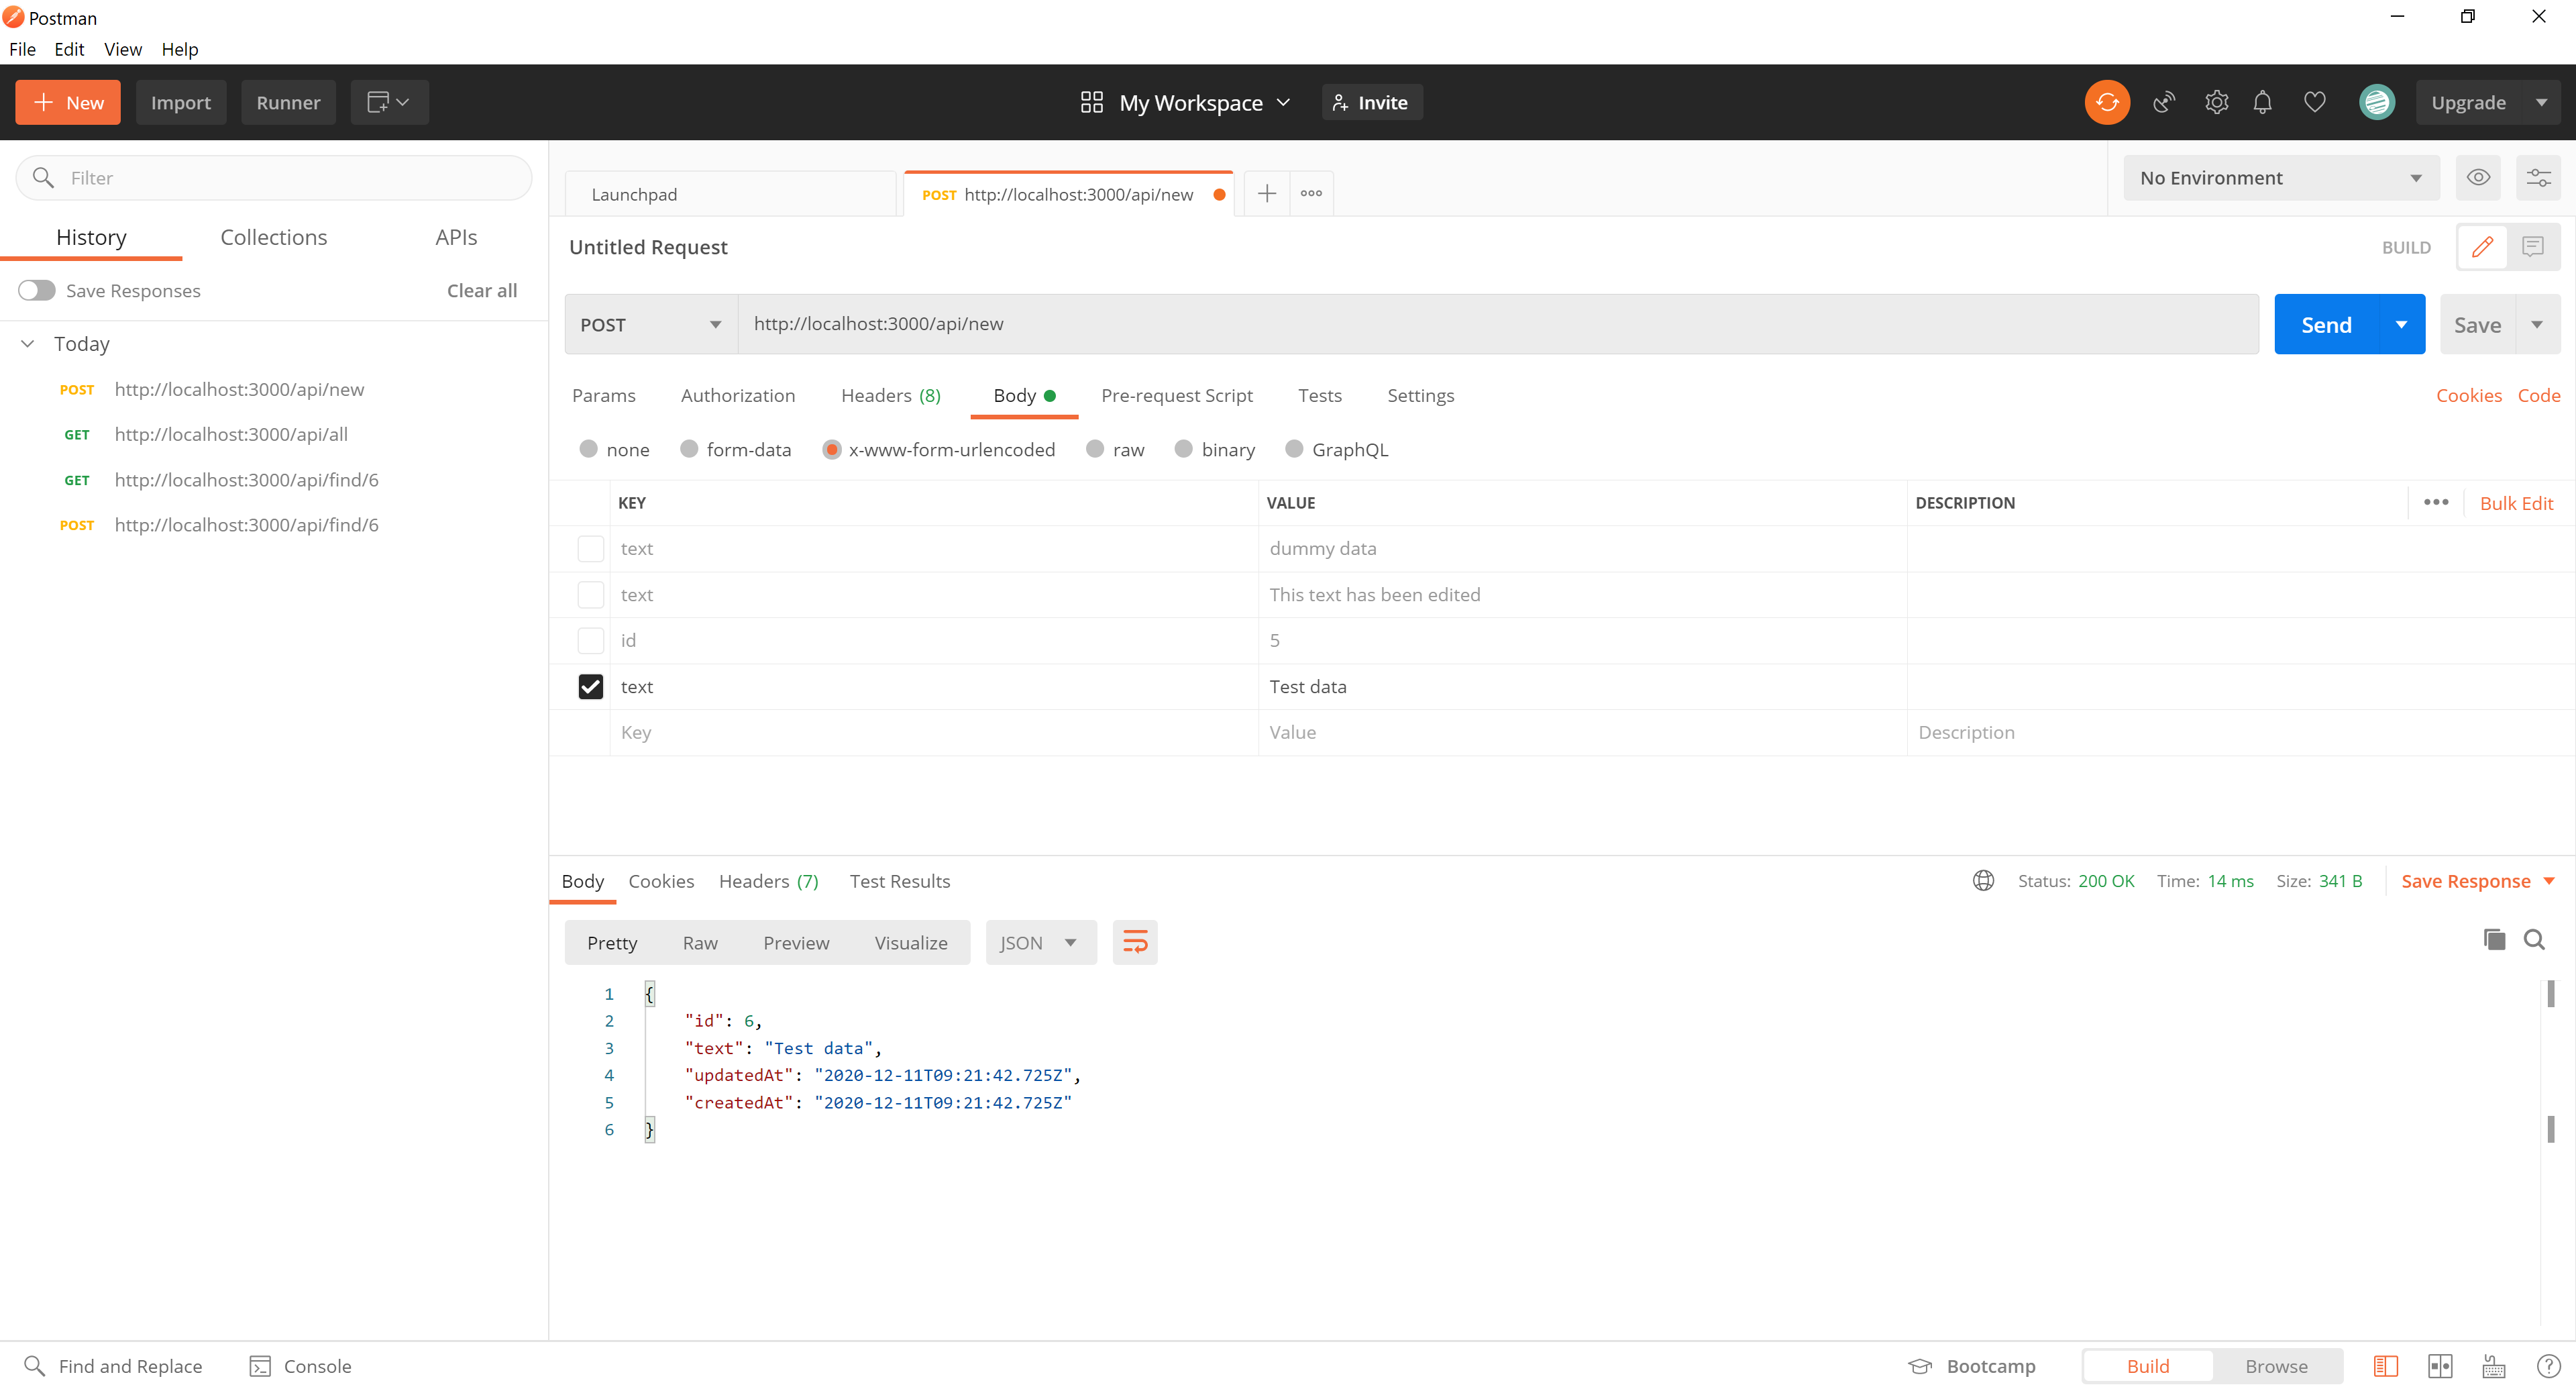 Postman
File Edit View Help
New Import Runner My Workspace Invite Upgrade
Filter
History Collections APIs
Save Responses Clear all
Today
POST http://localhost:3000/api/new
GET http://localhost:3000/api/all
GET http://localhost:3000/api/find/6
POST http://localhost:3000/api/find/6
Launchpad POST http://localhost:3000/api/new No Environment
Untitled Request BUILD
POST http://localhost:3000/api/new Send Save
Params Authorization Headers (8) Body Pre-request Script Tests Settings Cookies Code
none form-data x-www-form-urlencoded raw binary GraphQL
KEY VALUE DESCRIPTION Bulk Edit
text dummy data
text This text has been edited
id 5
text Test data
Key Value Description
Body Cookies Headers (7) Test Results Status: 200 OK Time: 14 ms Size: 341 B Save Response
Pretty Raw Preview Visualize JSON
1 {
2 "id": 6,
3 "text": "Test data",
4 "updatedAt": "2020-12-11T09:21:42.725Z",
5 "createdAt": "2020-12-11T09:21:42.725Z"
6 }
Find and Replace Console Bootcamp Build Browse